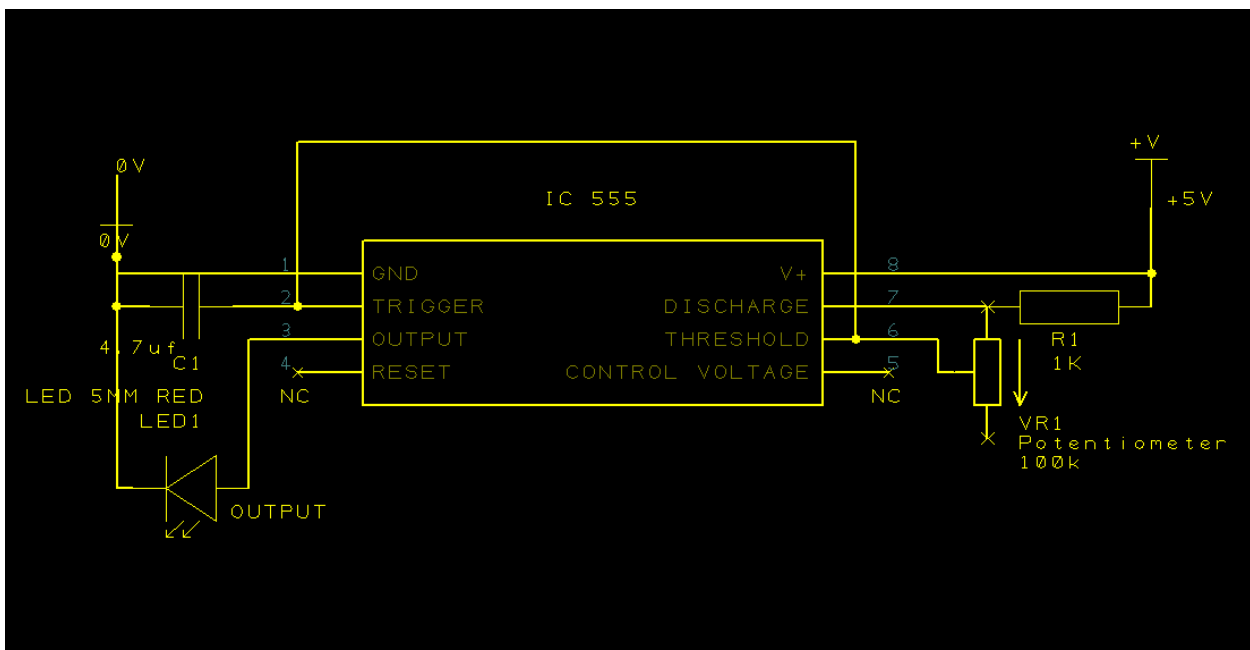 0V
+V
IC 555
+5V
0V
1
GND
V+
8
2
TRIGGER
DISCHARGE
7
3
OUTPUT
THRESHOLD
6
R1
1K
4.7uf
C1
4
RESET
CONTROL VOLTAGE
5
LED 5MM RED
LED1
NC
NC
VR1
Potentiometer
100k
OUTPUT